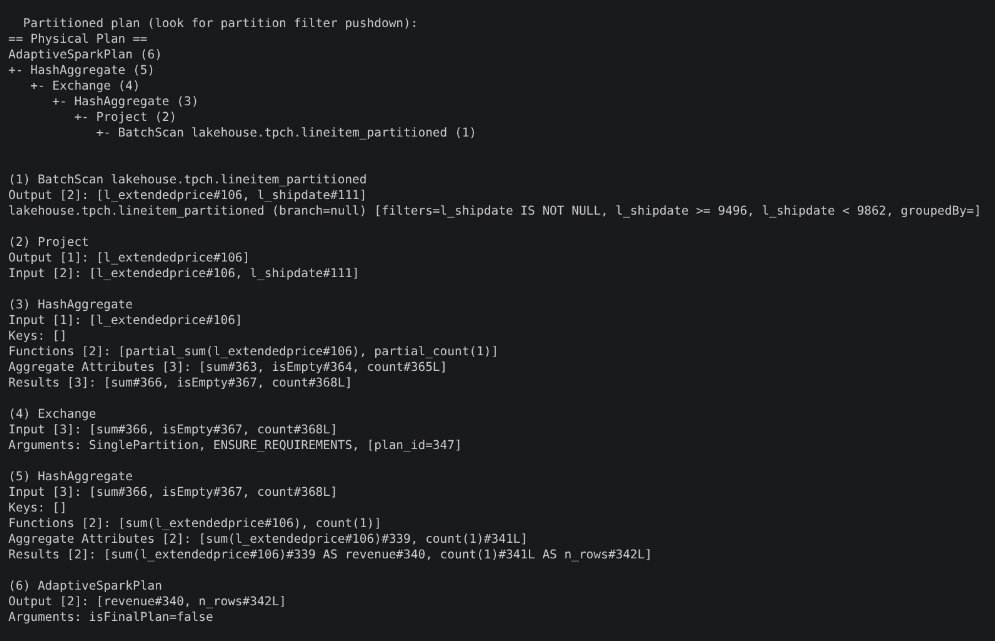 Partitioned plan (look for partition filter pushdown):
== Physical Plan ==
AdaptiveSparkPlan (6)
+- HashAggregate (5)
   +- Exchange (4)
      +- HashAggregate (3)
         +- Project (2)
            +- BatchScan lakehouse.tpch.lineitem_partitioned (1)
(1) BatchScan lakehouse.tpch.lineitem_partitioned
Output [2]: [l_extendedprice#106, l_shipdate#111]
lakehouse.tpch.lineitem_partitioned (branch=null) [filters=l_shipdate IS NOT NULL, l_shipdate >= 9496, l_shipdate < 9862, groupedBy=]
(2) Project
Output [1]: [l_extendedprice#106]
Input [2]: [l_extendedprice#106, l_shipdate#111]
(3) HashAggregate
Input [1]: [l_extendedprice#106]
Keys: []
Functions [2]: [partial_sum(l_extendedprice#106), partial_count(1)]
Aggregate Attributes [3]: [sum#363, isEmpty#364, count#365L]
Results [3]: [sum#366, isEmpty#367, count#368L]
(4) Exchange
Input [3]: [sum#366, isEmpty#367, count#368L]
Arguments: SinglePartition, ENSURE_REQUIREMENTS, [plan_id=347]
(5) HashAggregate
Input [3]: [sum#366, isEmpty#367, count#368L]
Keys: []
Functions [2]: [sum(l_extendedprice#106), count(1)]
Aggregate Attributes [2]: [sum(l_extendedprice#106)#339, count(1)#341L]
Results [2]: [sum(l_extendedprice#106)#339 AS revenue#340, count(1)#341L AS n_rows#342L]
(6) AdaptiveSparkPlan
Output [2]: [revenue#340, n_rows#342L]
Arguments: isFinalPlan=false